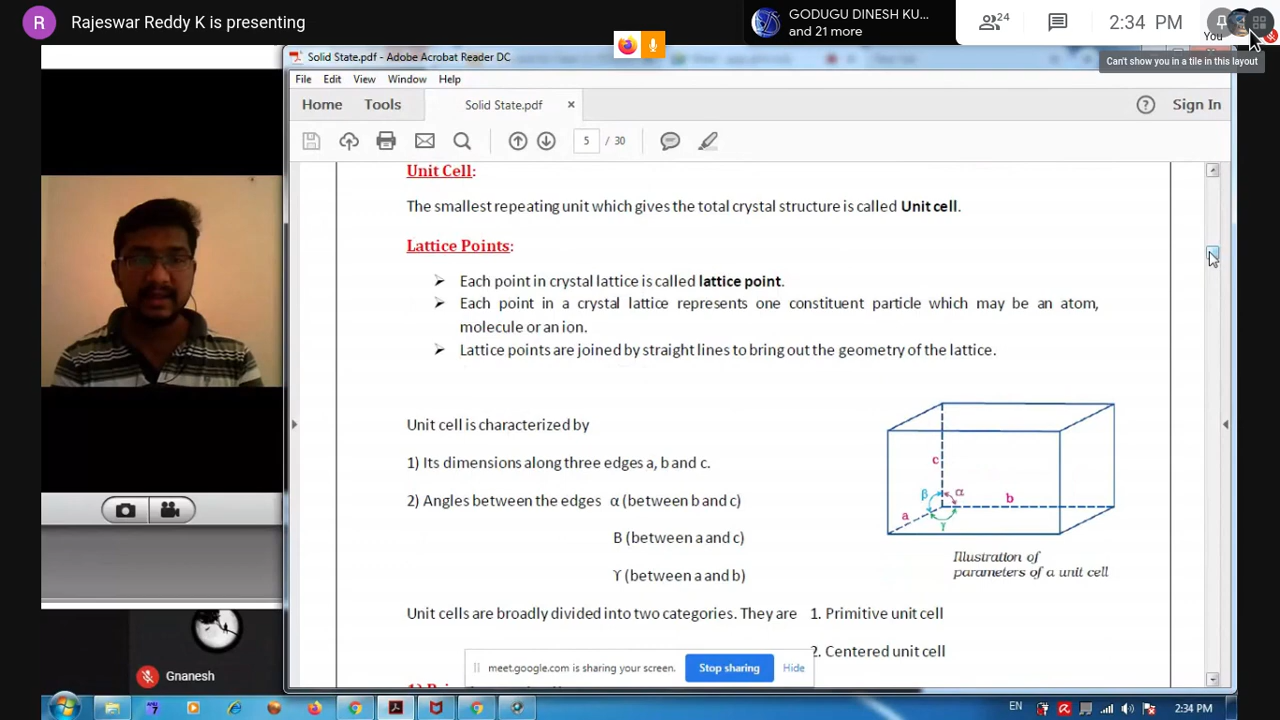 R Rajeswar Reddy K is presenting
GODUGU DINESH KU...
and 21 more
24
2:34 PM
You
Can't show you in a tile in this layout
Solid State.pdf - Adobe Acrobat Reader DC
File Edit View Window Help
Home Tools Solid State.pdf × ? Sign In
5 / 30
Unit Cell:
The smallest repeating unit which gives the total crystal structure is called Unit cell.
Lattice Points:
➢ Each point in crystal lattice is called lattice point.
➢ Each point in a crystal lattice represents one constituent particle which may be an atom,
molecule or an ion.
➢ Lattice points are joined by straight lines to bring out the geometry of the lattice.
Unit cell is characterized by
1) Its dimensions along three edges a, b and c.
2) Angles between the edges α (between b and c)
Β (between a and c)
ϒ (between a and b)
c
β α
a b
γ
Illustration of
parameters of a unit cell
Unit cells are broadly divided into two categories. They are 1. Primitive unit cell
2. Centered unit cell
meet.google.com is sharing your screen. Stop sharing Hide
Gnanesh
EN 2:34 PM